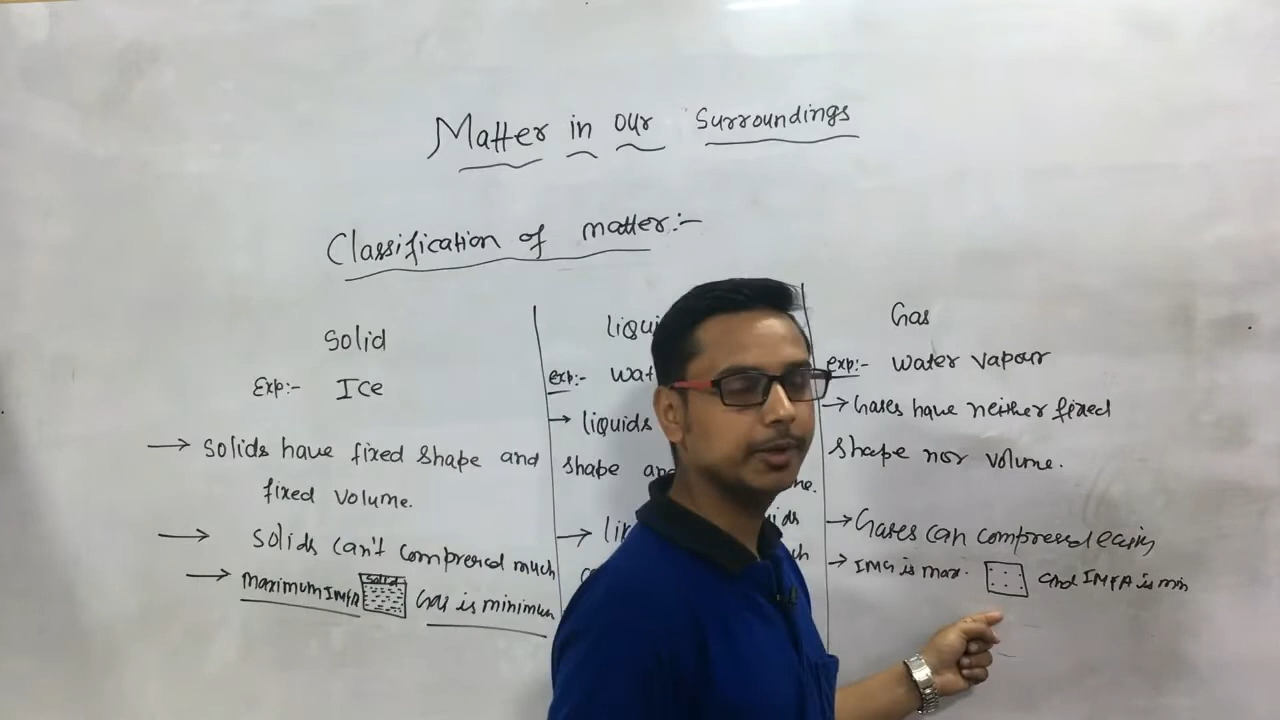 Matter in our Surroundings
Classification of matter:-
Solid
Exp:- Ice
→ Solids have fixed shape and
fixed volume.
→ Solids can't compressed much
→ maximum IMFA
Solid
Gas is minimum
exp:-
→ liquids
shape
→
Gas
exp:- Water vapour
→ Gases have neither fixed
shape nor volume.
→ Gases can compressed easily
→ IMG is max. and IMFA is min